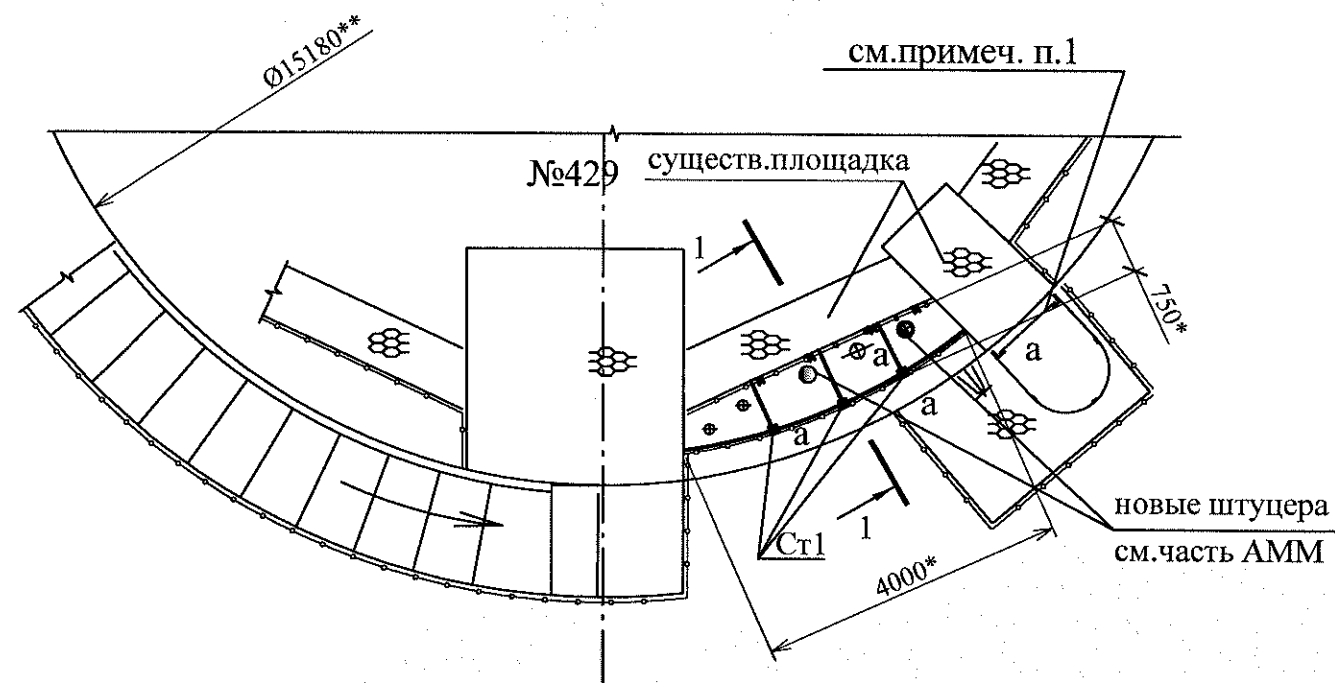 Ø15180**
см.примеч. п.1
№429
существ.площадка
1
750*
а
а
а
а
новые штуцера
см.часть АММ
1
Ст1
4000*